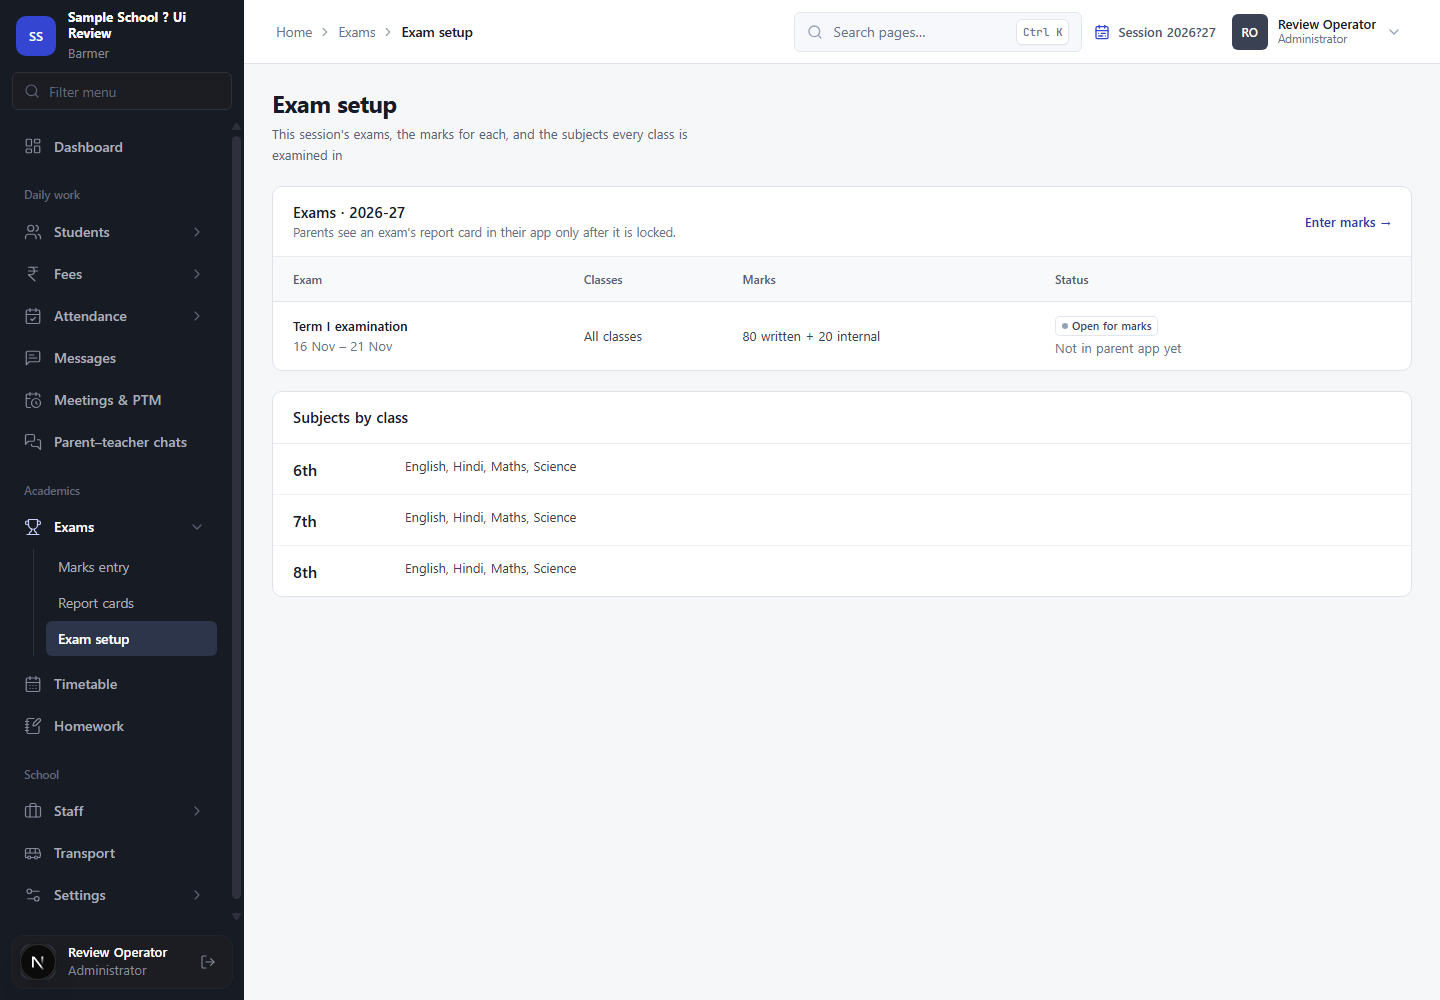 SS
Sample School ? Ui
Review
Barmer
Filter menu
Dashboard
Daily work
Students
Fees
Attendance
Messages
Meetings & PTM
Parent–teacher chats
Academics
Exams
Marks entry
Report cards
Exam setup
Timetable
Homework
School
Staff
Transport
Settings
N
Review Operator
Administrator
Home > Exams > Exam setup
Search pages...
Ctrl K
Session 2026?27
RO
Review Operator
Administrator
Exam setup
This session's exams, the marks for each, and the subjects every class is
examined in
Exams · 2026-27
Parents see an exam's report card in their app only after it is locked.
Enter marks →
Exam Classes Marks Status
Term I examination
16 Nov – 21 Nov
All classes
80 written + 20 internal
Open for marks
Not in parent app yet
Subjects by class
6th English, Hindi, Maths, Science
7th English, Hindi, Maths, Science
8th English, Hindi, Maths, Science